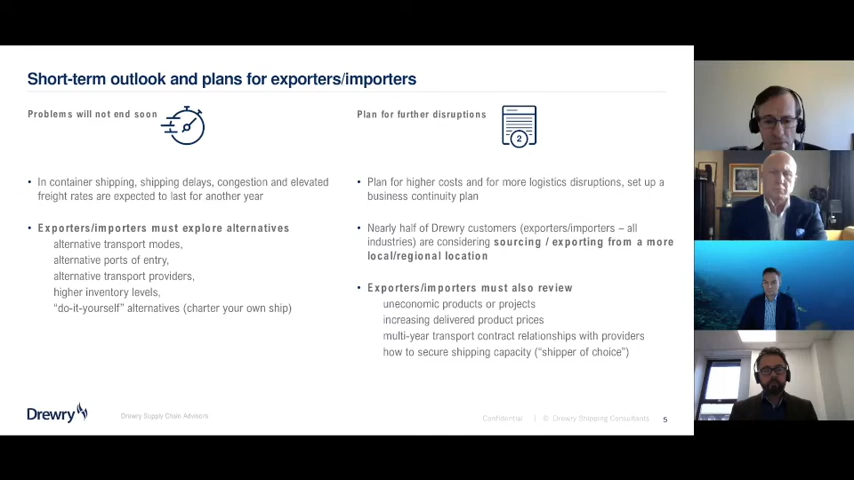 Short-term outlook and plans for exporters/importers
Problems will not end soon
• In container shipping, shipping delays, congestion and elevated
freight rates are expected to last for another year
• Exporters/importers must explore alternatives
alternative transport modes,
alternative ports of entry,
alternative transport providers,
higher inventory levels,
“do-it-yourself” alternatives (charter your own ship)
Plan for further disruptions
2
• Plan for higher costs and for more logistics disruptions, set up a
business continuity plan
• Nearly half of Drewry customers (exporters/importers – all
industries) are considering sourcing / exporting from a more
local/regional location
• Exporters/importers must also review
uneconomic products or projects
increasing delivered product prices
multi-year transport contract relationships with providers
how to secure shipping capacity (“shipper of choice”)
Drewry
Drewry Supply Chain Advisors
Confidential | © Drewry Shipping Consultants 5